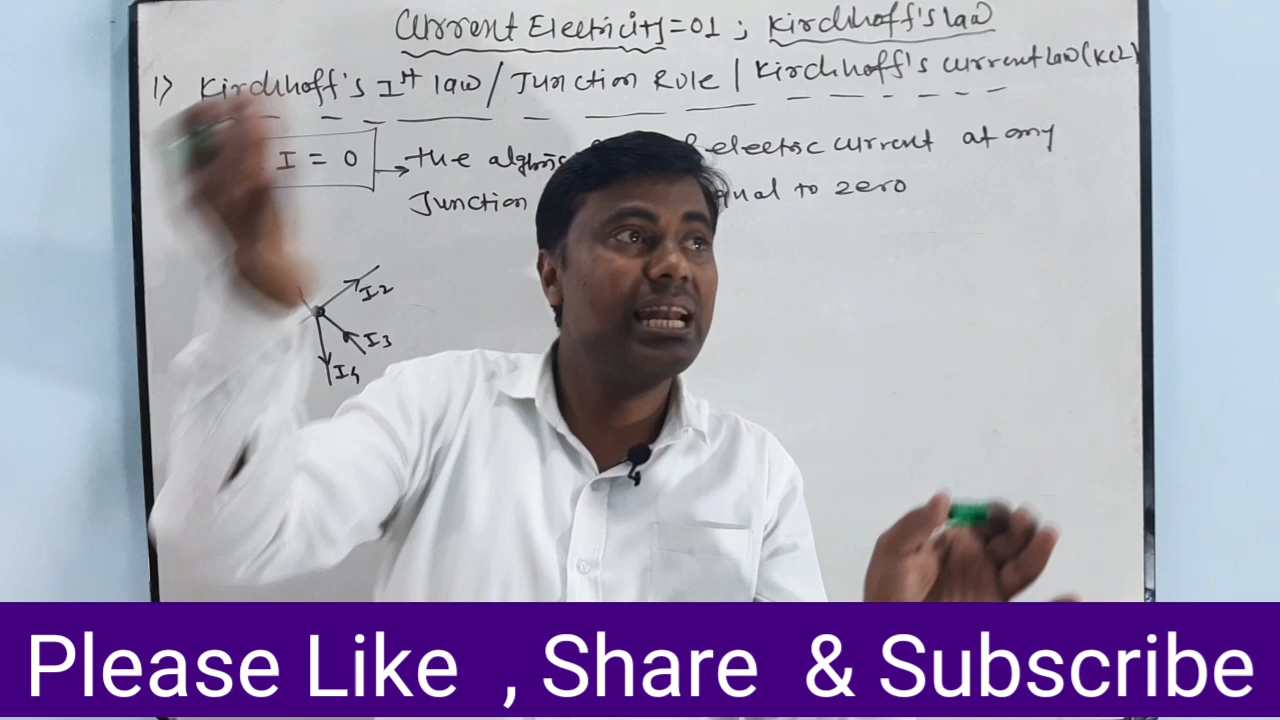 Current Electricity = 01 ; Kirchhoff's law
1) Kirchhoff's Ist law / Junction Rule | Kirchhoff's current law (KCL)
I = 0 → the electric current at any
Junction equal to zero
I2
I3
I4
Please Like , Share & Subscribe